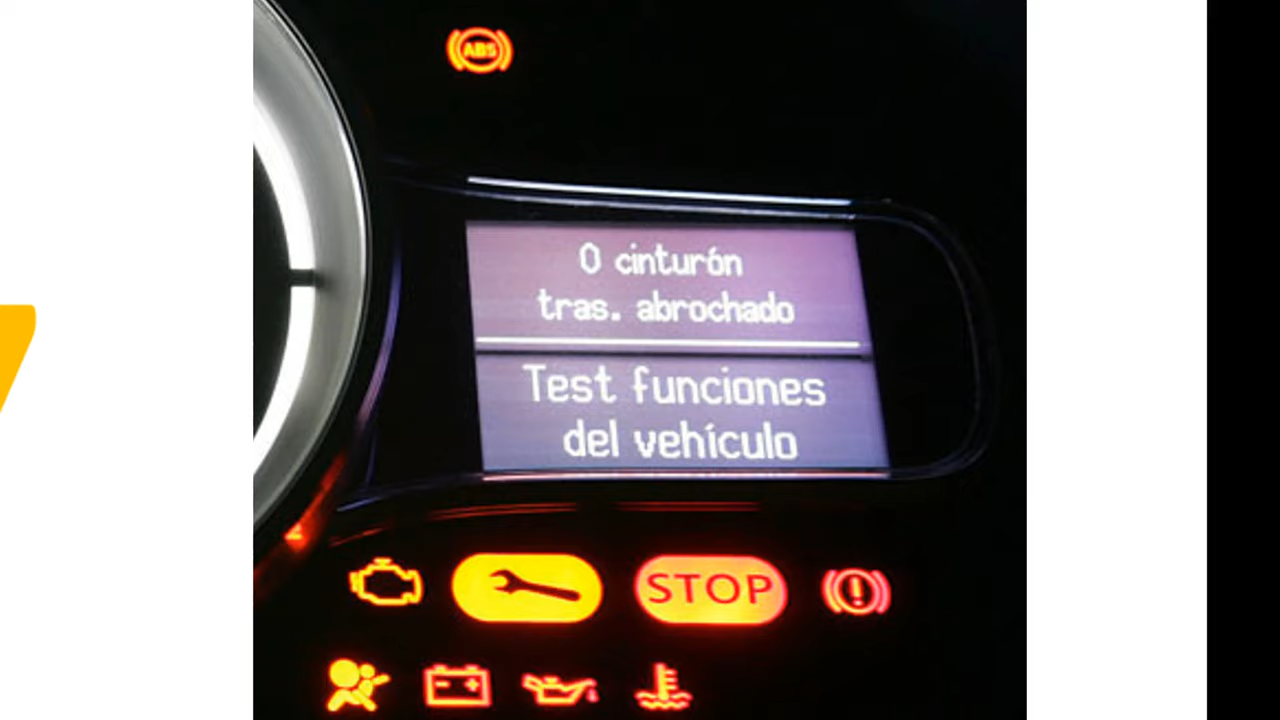 ABS
0 cinturón
tras. abrochado
Test funciones
del vehículo
STOP